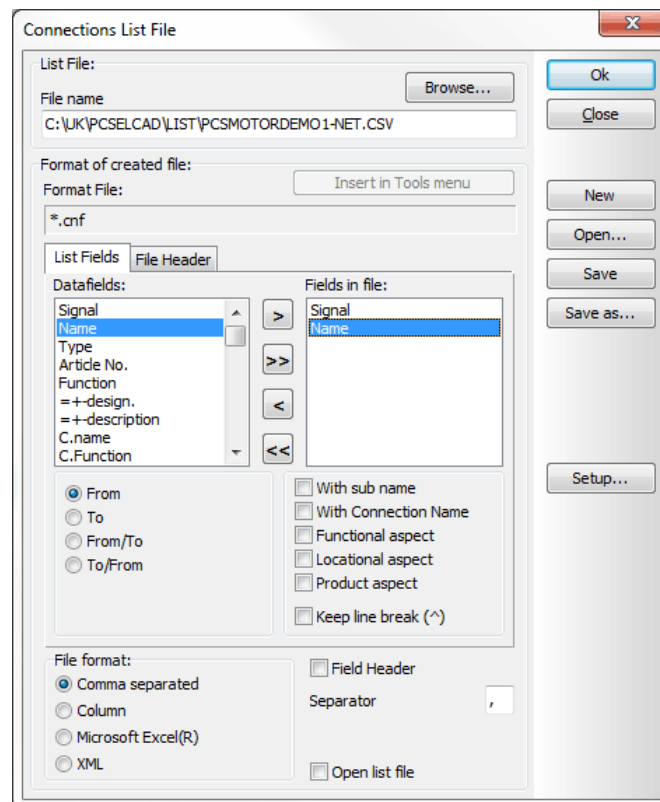 Connections List File
List File:
Browse...
File name
C:\UK\PCSELCAD\LIST\PCSMOTORDEMO1-NET.CSV
Format of created file:
Insert in Tools menu
Format File:
*.cnf
List Fields
File Header
Datafields:
Signal
Name
Type
Article No.
Function
=+-design.
=+-description
C.name
C.Function
>
>>
<
<<
Fields in file:
Signal
Name
From
To
From/To
To/From
With sub name
With Connection Name
Functional aspect
Locational aspect
Product aspect
Keep line break (^)
File format:
Comma separated
Column
Microsoft Excel(R)
XML
Field Header
Separator ,
Open list file
Ok
Close
New
Open...
Save
Save as...
Setup...